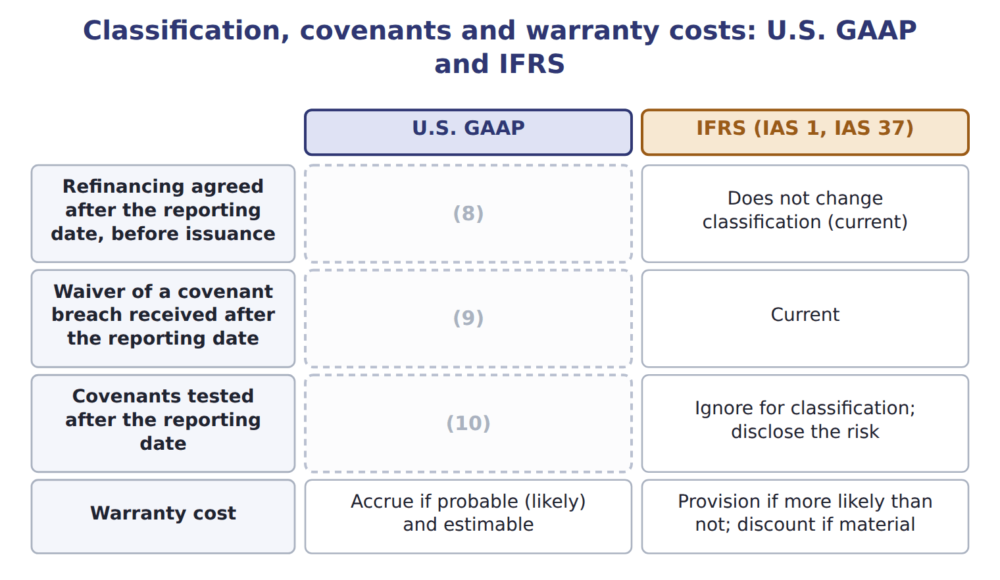 Classification, covenants and warranty costs: U.S. GAAP
and IFRS
U.S. GAAP
IFRS (IAS 1, IAS 37)
Refinancing agreed
after the reporting
date, before issuance
(8)
Does not change
classification (current)
Waiver of a covenant
breach received after
the reporting date
(9)
Current
Covenants tested
after the reporting
date
(10)
Ignore for classification;
disclose the risk
Warranty cost
Accrue if probable (likely)
and estimable
Provision if more likely than
not; discount if material